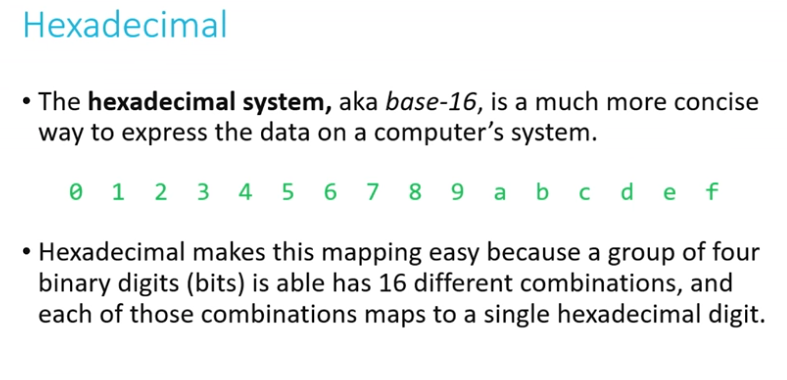 Hexadecimal
• The hexadecimal system, aka base-16, is a much more concise
way to express the data on a computer's system.
0 1 2 3 4 5 6 7 8 9 a b c d e f
• Hexadecimal makes this mapping easy because a group of four
binary digits (bits) is able has 16 different combinations, and
each of those combinations maps to a single hexadecimal digit.